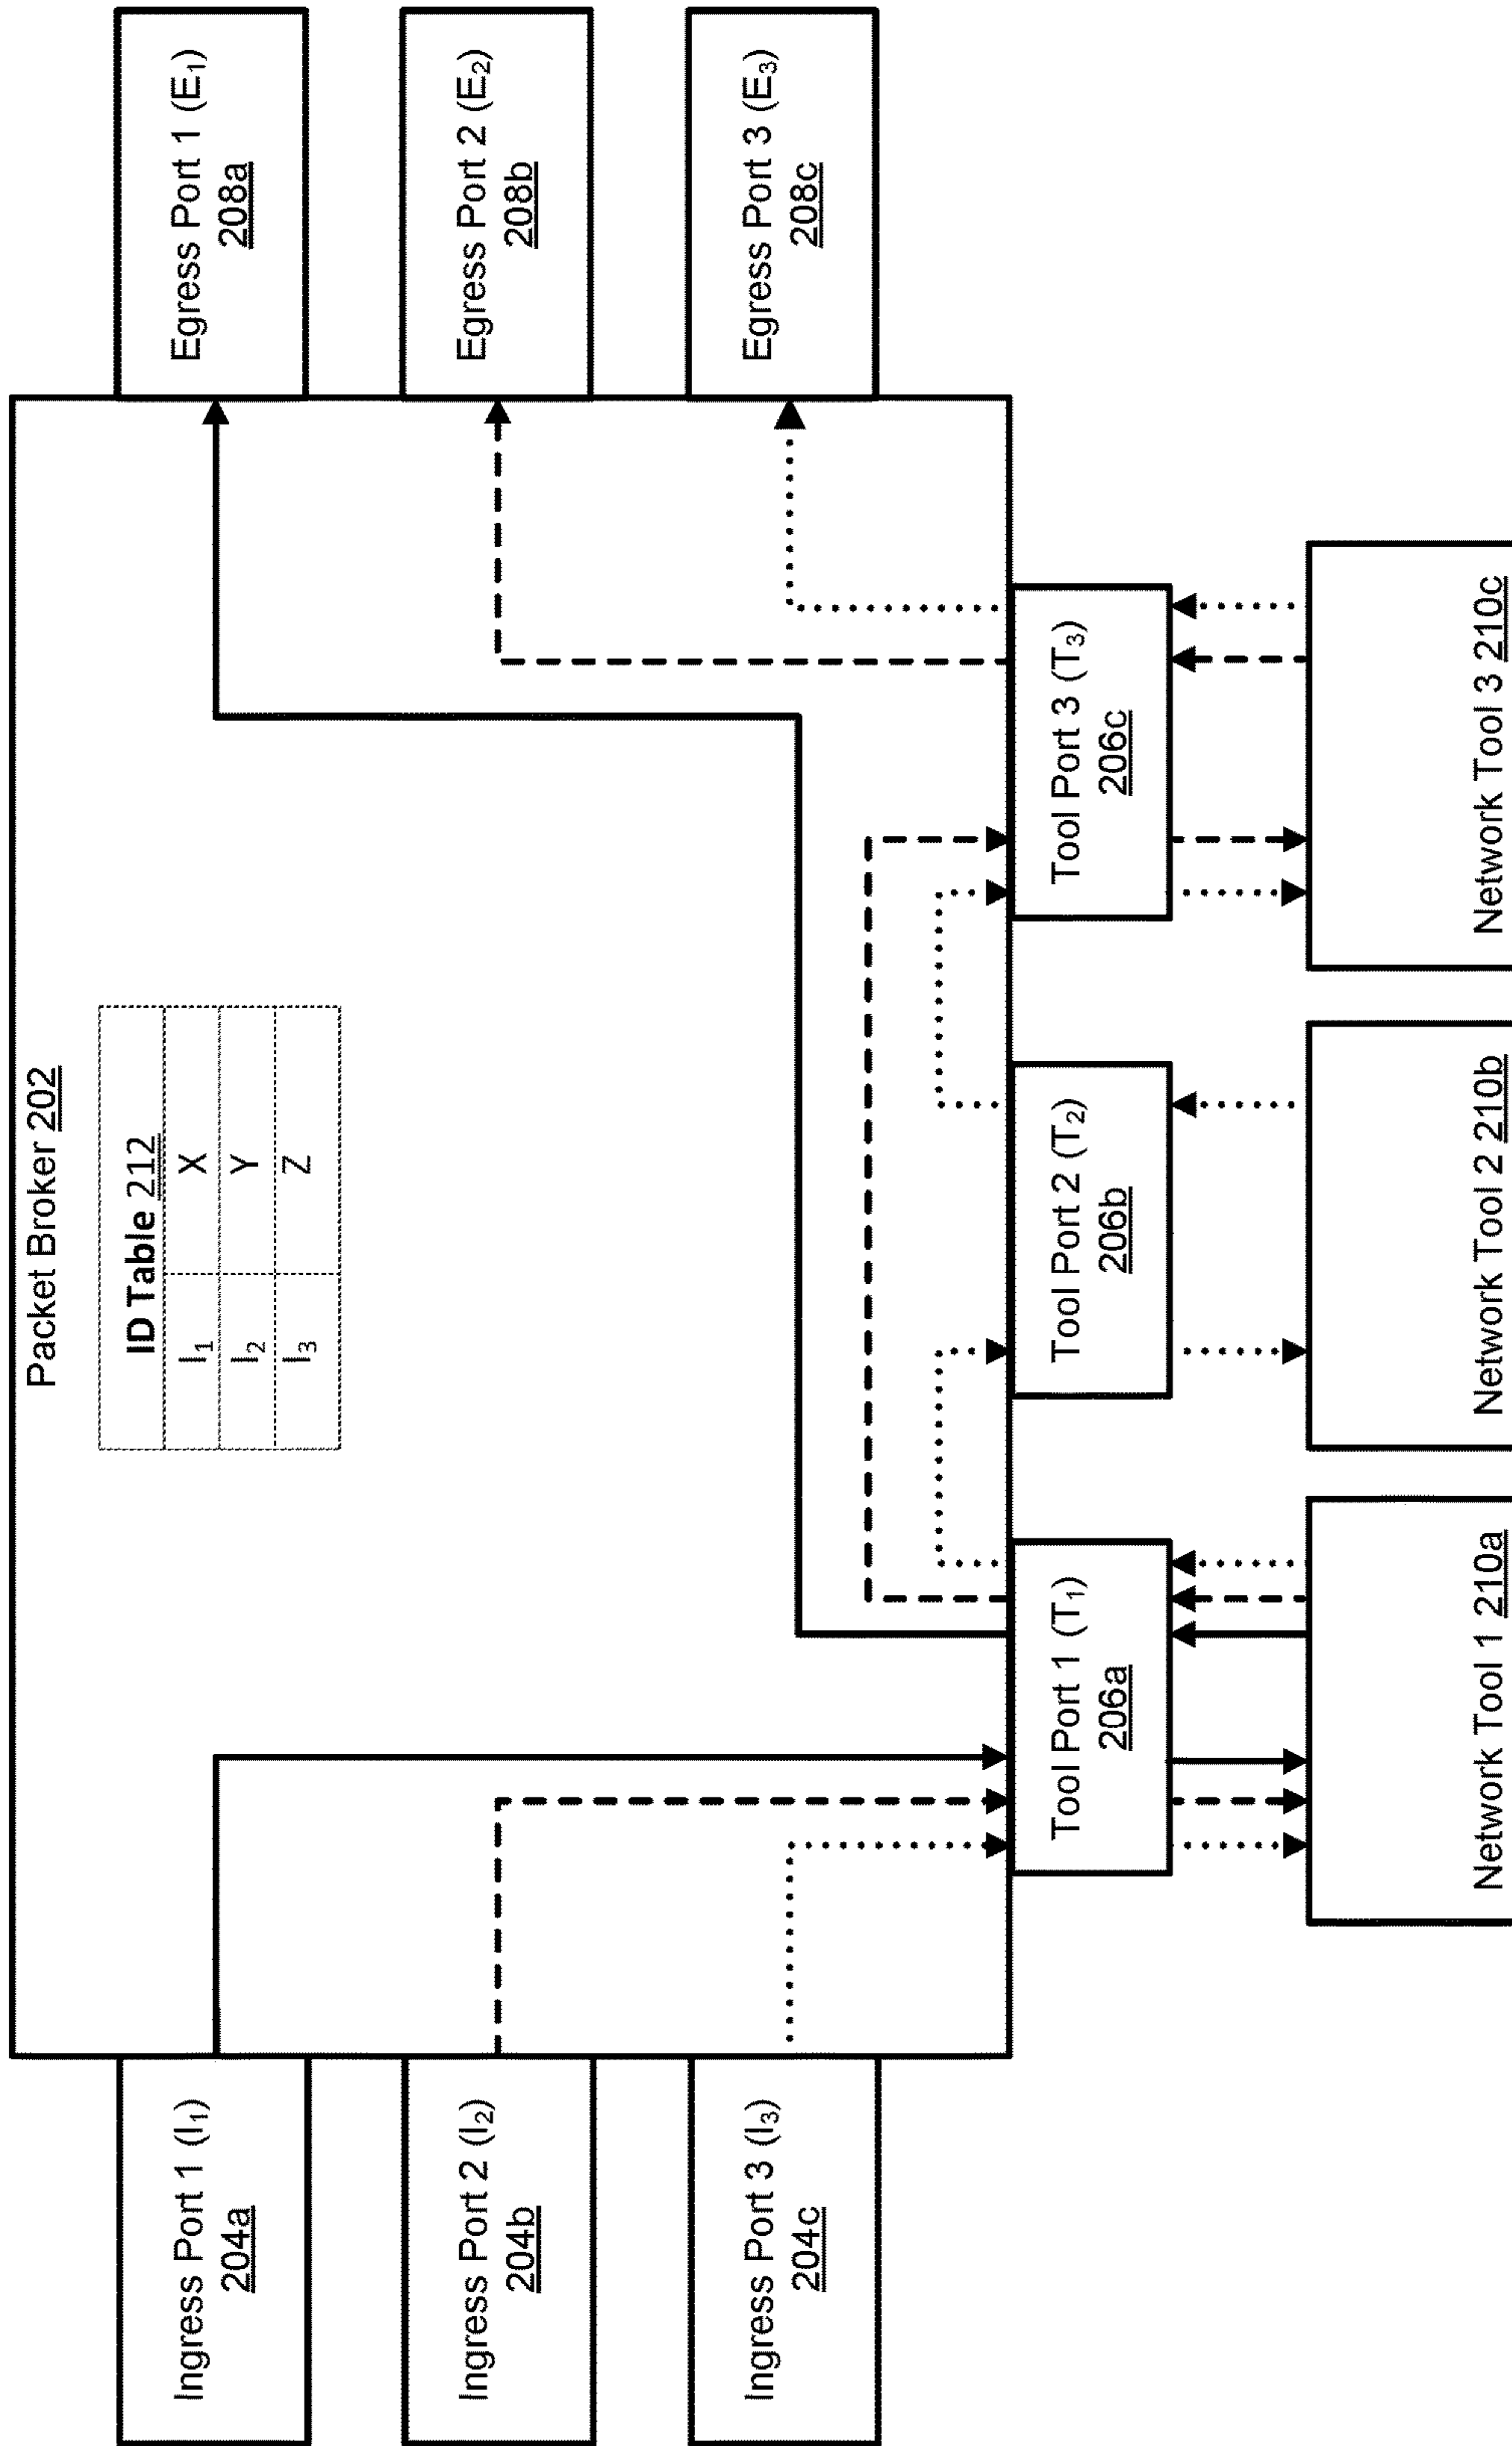 Packet Broker 202
ID Table 212
I₁ X
I₂ Y
I₃ Z
Ingress Port 1 (I₁)
204a
Ingress Port 2 (I₂)
204b
Ingress Port 3 (I₃)
204c
Egress Port 1 (E₁)
208a
Egress Port 2 (E₂)
208b
Egress Port 3 (E₃)
208c
Tool Port 1 (T₁)
206a
Tool Port 2 (T₂)
206b
Tool Port 3 (T₃)
206c
Network Tool 1 210a
Network Tool 2 210b
Network Tool 3 210c